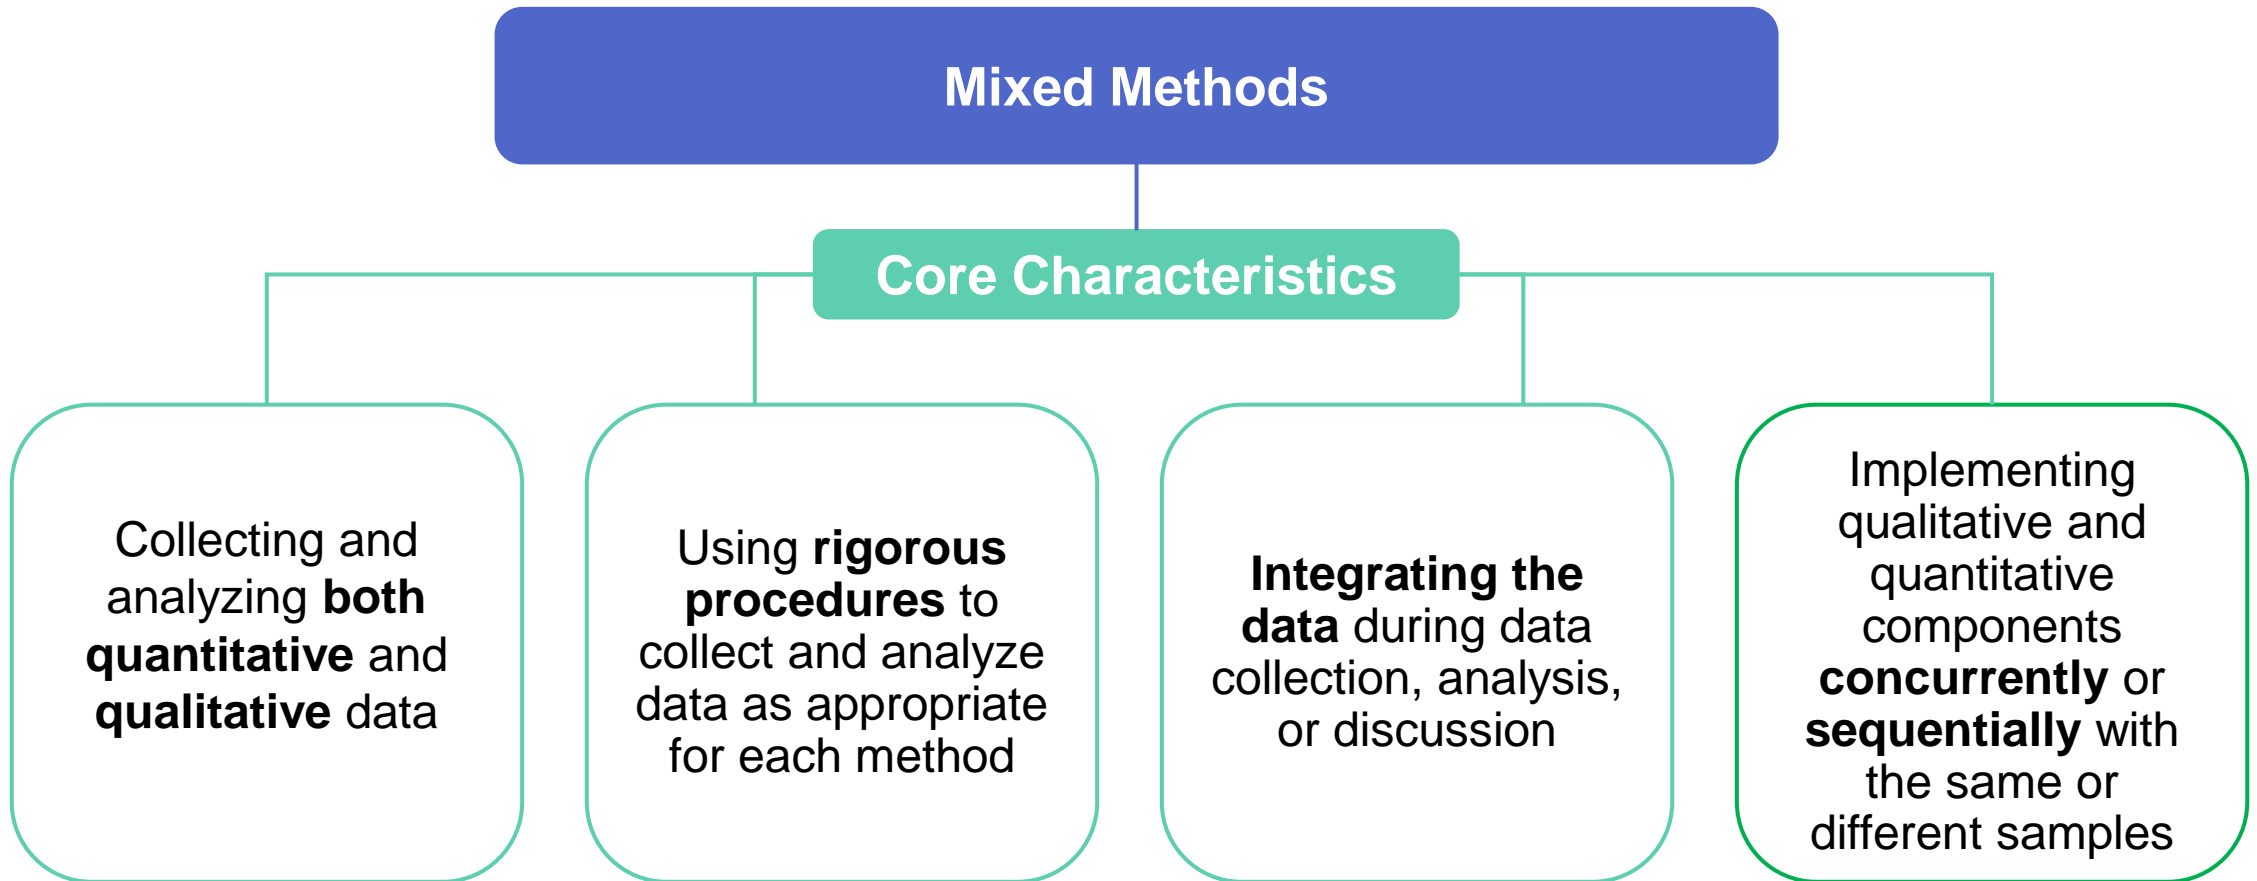 Mixed Methods
Core Characteristics
Collecting and
analyzing both
quantitative and
qualitative data
Using rigorous
procedures to
collect and analyze
data as appropriate
for each method
Integrating the
data during data
collection, analysis,
or discussion
Implementing
qualitative and
quantitative
components
concurrently or
sequentially with
the same or
different samples